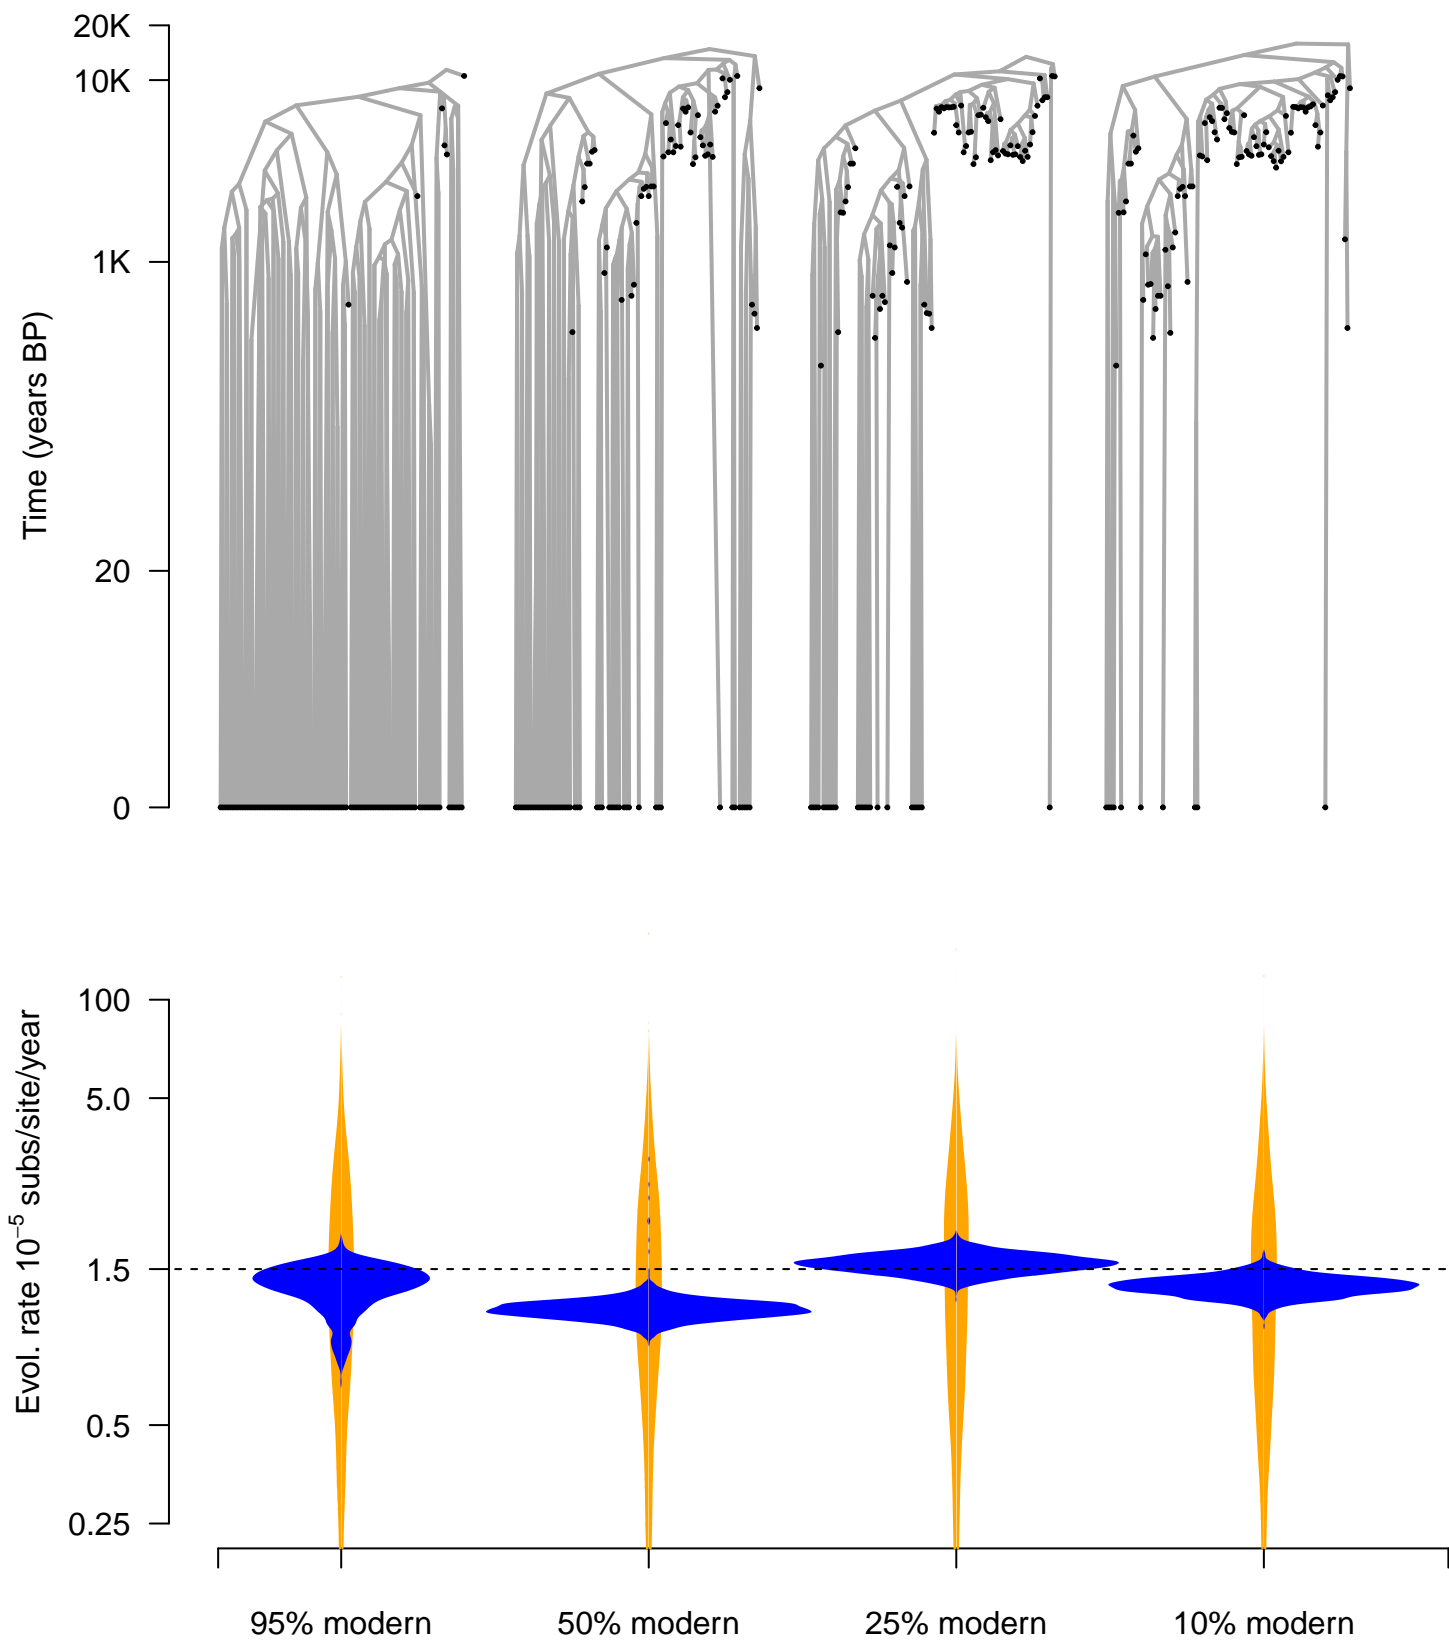 20K
10K
1K
20
0
Time (years BP)
100
5.0
1.5
0.5
0.25
Evol. rate 10⁻⁵ subs/site/year
95% modern
50% modern
25% modern
10% modern